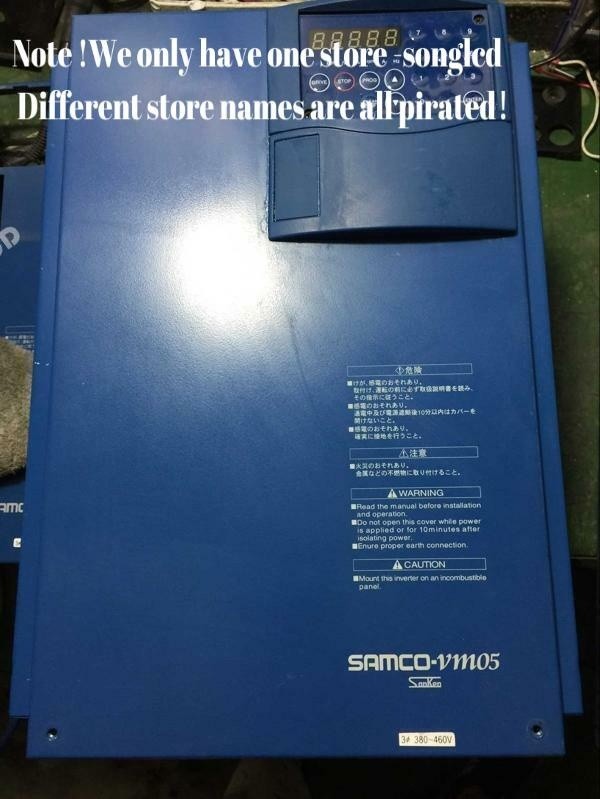 Note !We only have one store -songlcd
Different store names are all pirated!
88888
7 8 9
Hz
DRIVE STOP PROG
1 2 3
危険
■けが、感電のおそれあり。
取付け、運転の前に必ず取扱説明書を読み、
その指示に従うこと。
■感電のおそれあり。
通電中及び電源遮断後10分以内はカバーを
開けないこと。
■感電のおそれあり。
確実に接地を行うこと。
注意
■火災のおそれあり。
金属などの不燃物に取り付けること。
WARNING
■Read the manual before installation
and operation.
■Do not open this cover while power
is applied or for 10minutes after
isolating power.
■Enure proper earth connection.
CAUTION
■Mount this inverter on an incombustible
panel.
SAMCO-vm05
SanKen
3ϕ 380~460V